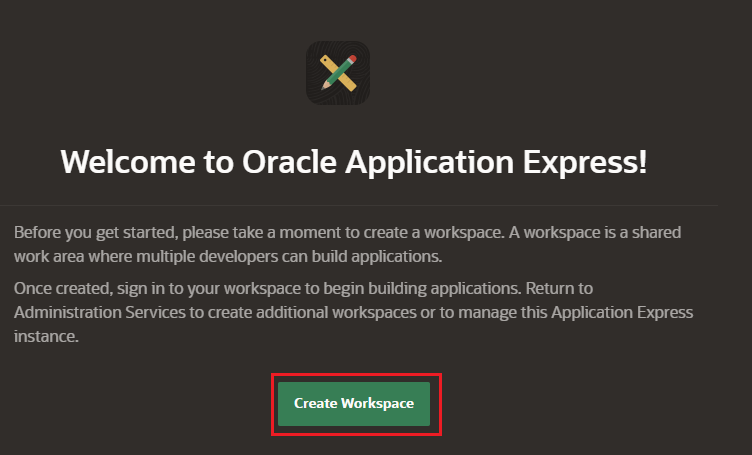 Welcome to Oracle Application Express!
Before you get started, please take a moment to create a workspace. A workspace is a shared
work area where multiple developers can build applications.
Once created, sign in to your workspace to begin building applications. Return to
Administration Services to create additional workspaces or to manage this Application Express
instance.
Create Workspace